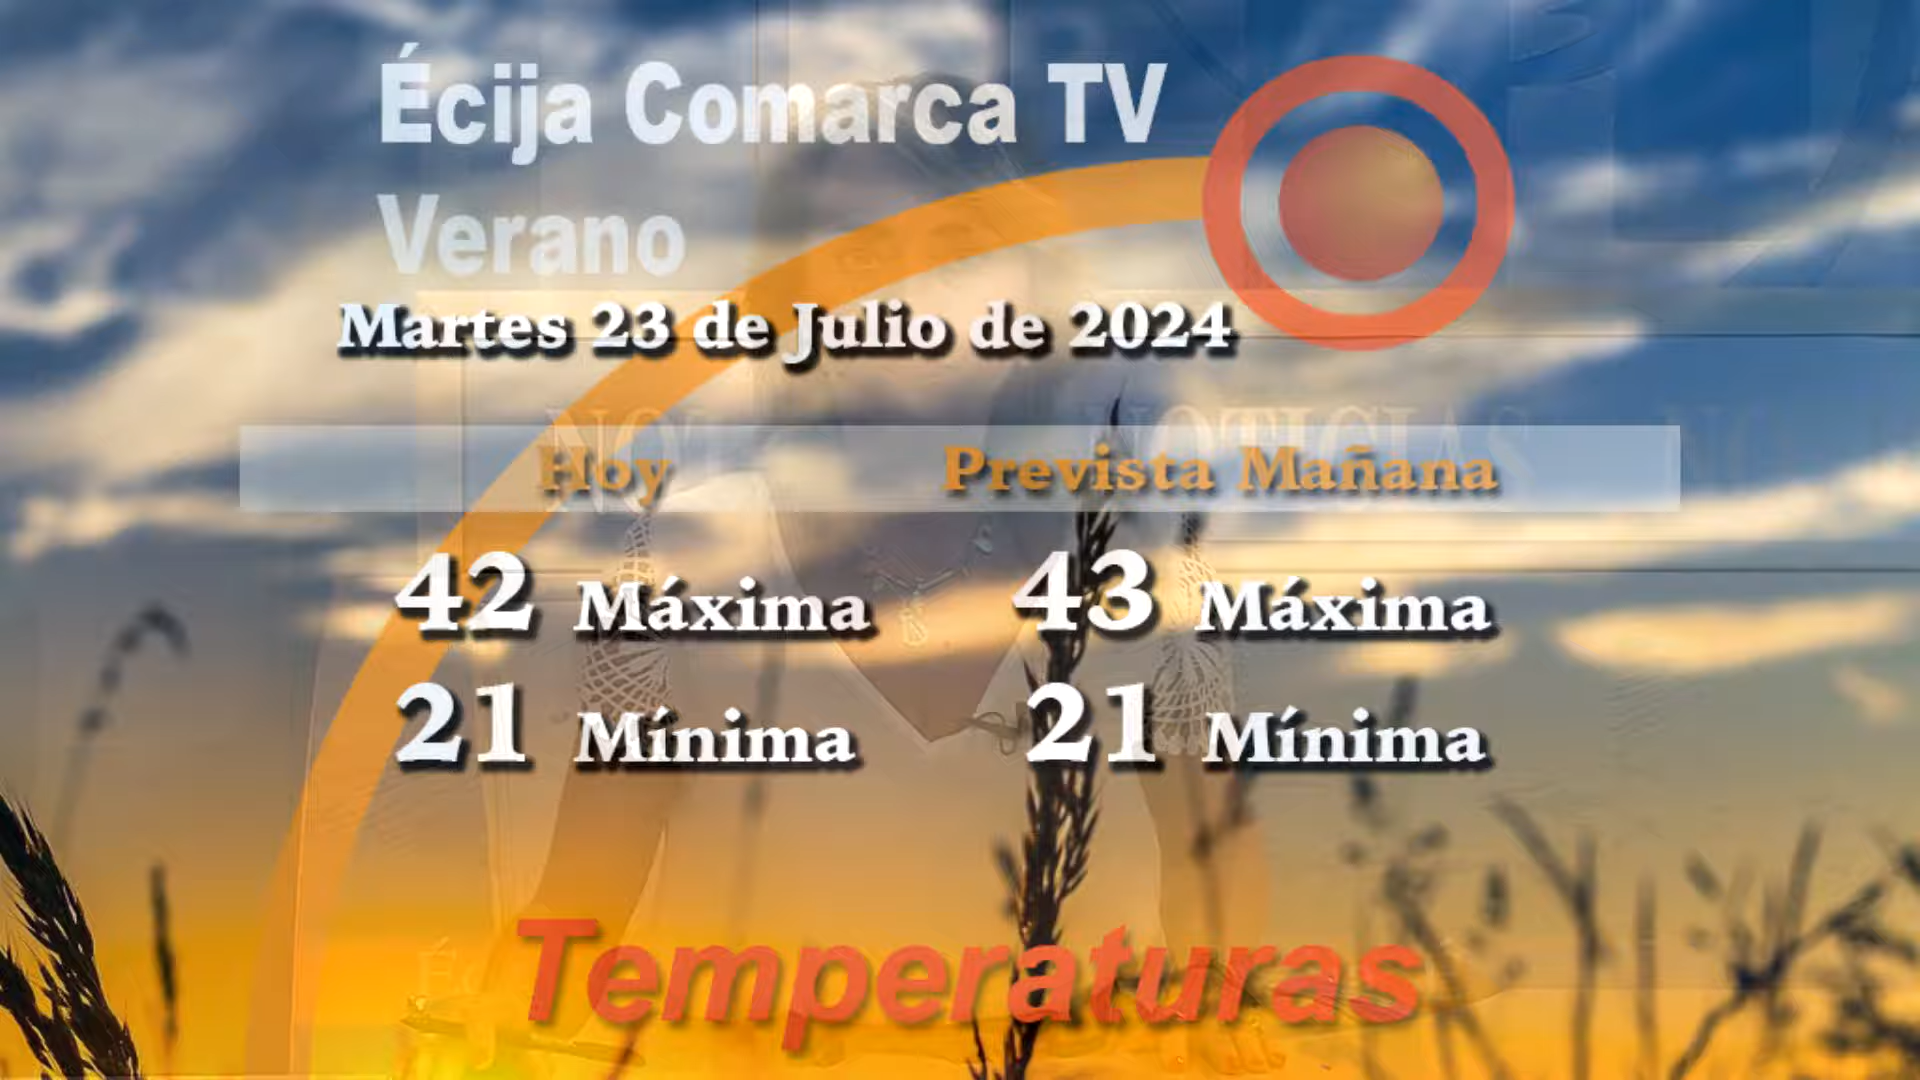 Écija Comarca TV
Verano
Martes 23 de Julio de 2024
NOTICIAS
Hoy Prevista Mañana
42 Máxima 43 Máxima
21 Mínima 21 Mínima
Temperaturas